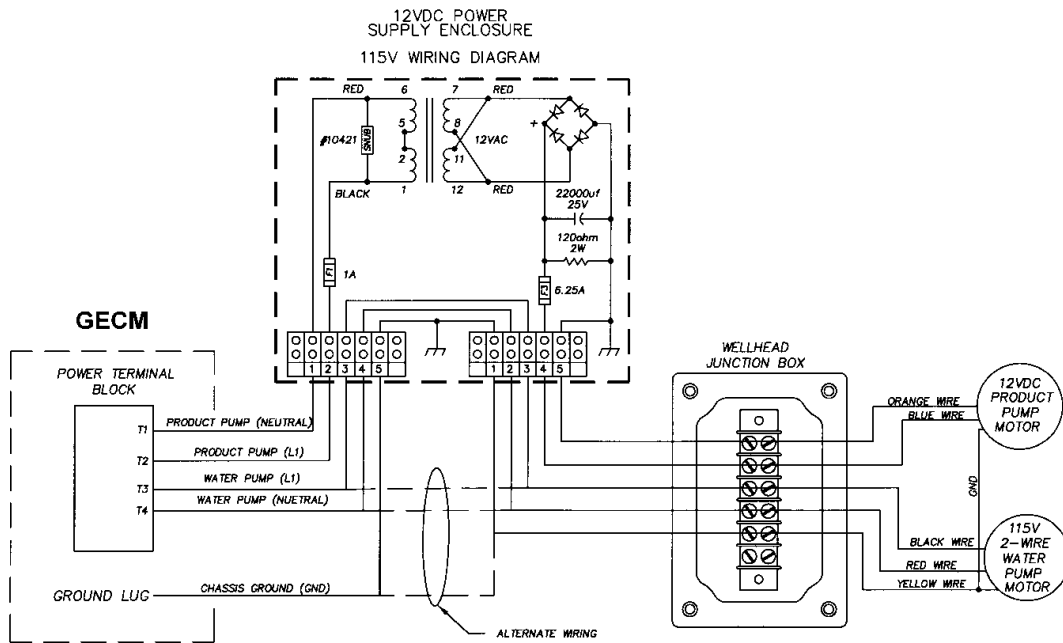 12VDC POWER
SUPPLY ENCLOSURE
115V WIRING DIAGRAM
RED
6
7
RED
#10421
SNUB
5
8
+
12VAC
2
11
BLACK
1
12
RED
22000uf
25V
120ohm
2W
F1
1A
F3
6.25A
1 2 3 4 5
1 2 3 4 5
GECM
POWER TERMINAL
BLOCK
T1
PRODUCT PUMP (NEUTRAL)
T2
PRODUCT PUMP (L1)
T3
WATER PUMP (L1)
T4
WATER PUMP (NUETRAL)
GROUND LUG
CHASSIS GROUND (GND)
ALTERNATE WIRING
WELLHEAD
JUNCTION BOX
ORANGE WIRE
BLUE WIRE
12VDC
PRODUCT
PUMP
MOTOR
GND
BLACK WIRE
RED WIRE
YELLOW WIRE
115V
2-WIRE
WATER
PUMP
MOTOR